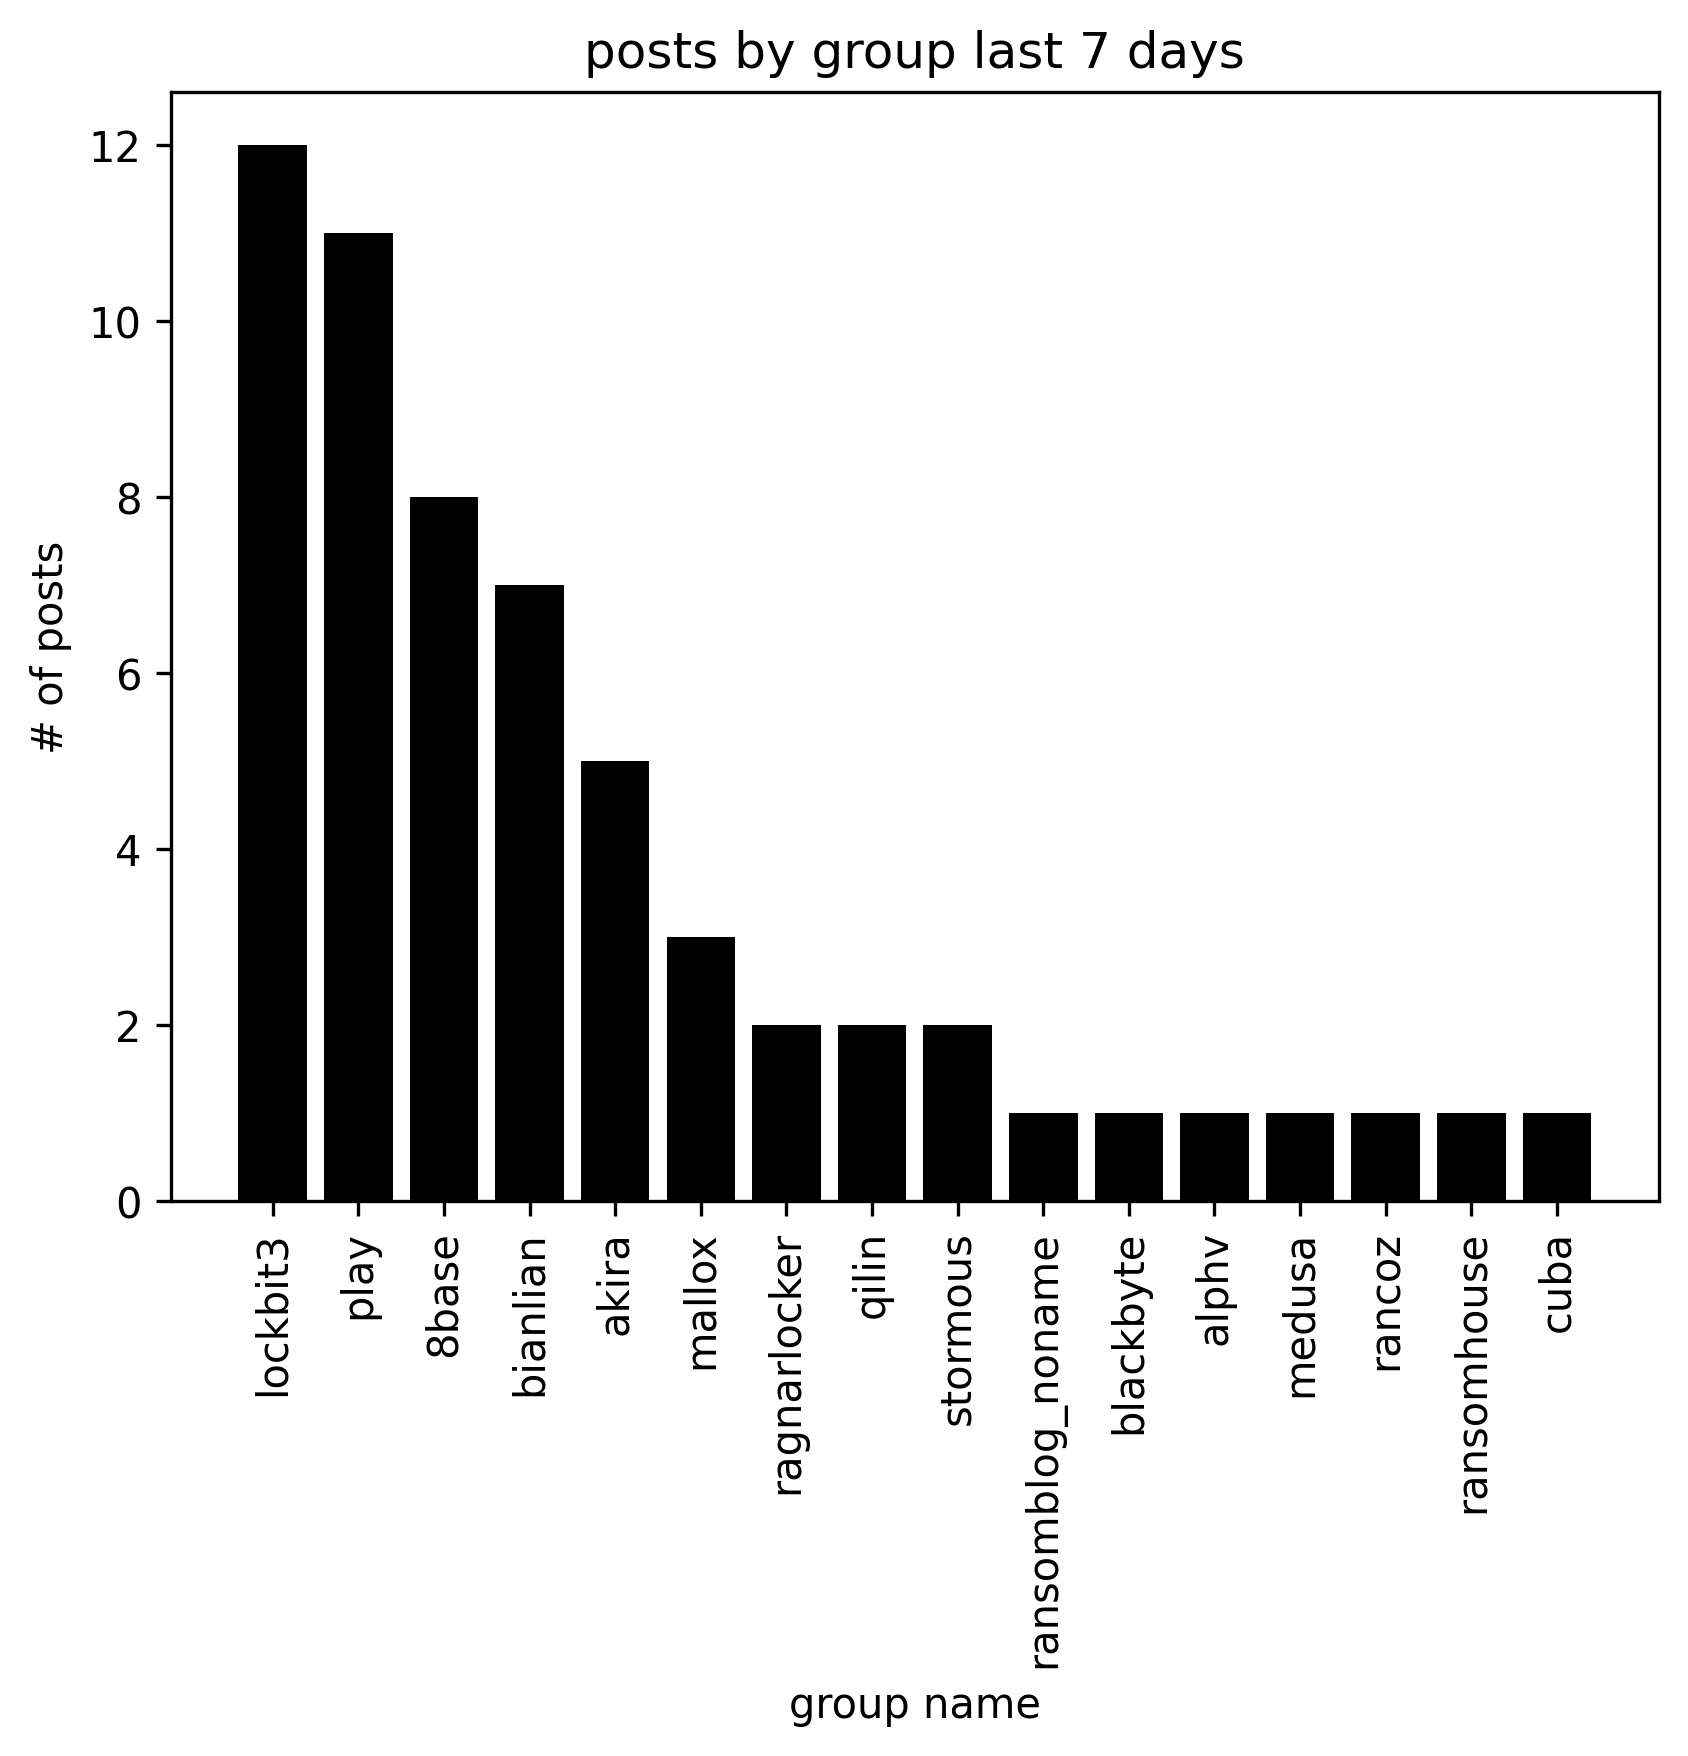 posts by group last 7 days
12
10
8
6
4
2
0
# of posts
lockbit3
play
8base
bianlian
akira
mallox
ragnarlocker
qilin
stormous
ransomblog_noname
blackbyte
alphv
medusa
rancoz
ransomhouse
cuba
group name